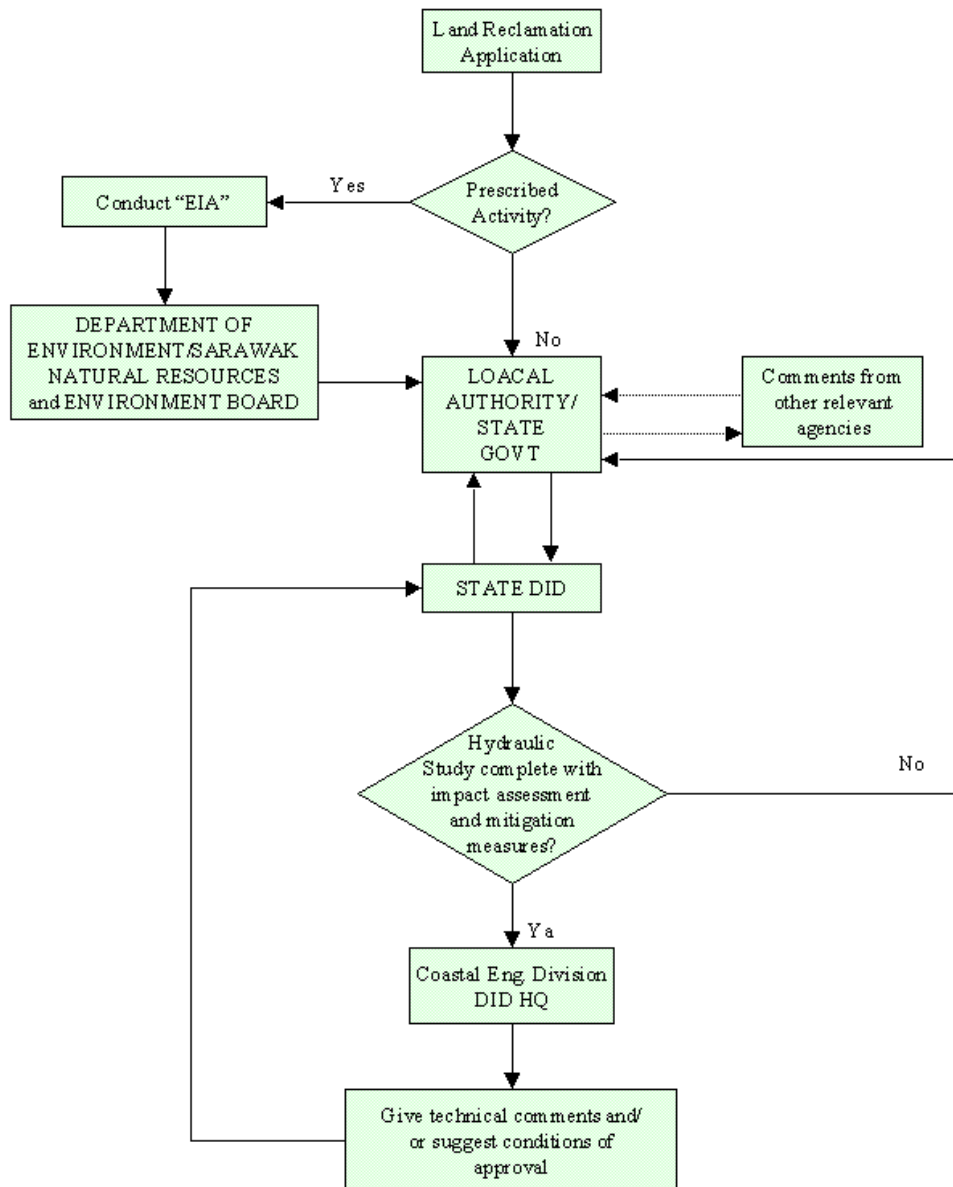 Land Reclamation
Application
Yes
Prescribed
Activity?
Conduct “EIA”
No
DEPARTMENT OF
ENVIRONMENT/SARAWAK
NATURAL RESOURCES
and ENVIRONMENT BOARD
LOACAL
AUTHORITY/
STATE
GOVT
Comments from
other relevant
agencies
STATE DID
Hydraulic
Study complete with
impact assessment
and mitigation
measures?
No
Ya
Coastal Eng. Division
DID HQ
Give technical comments and/
or suggest conditions of
approval